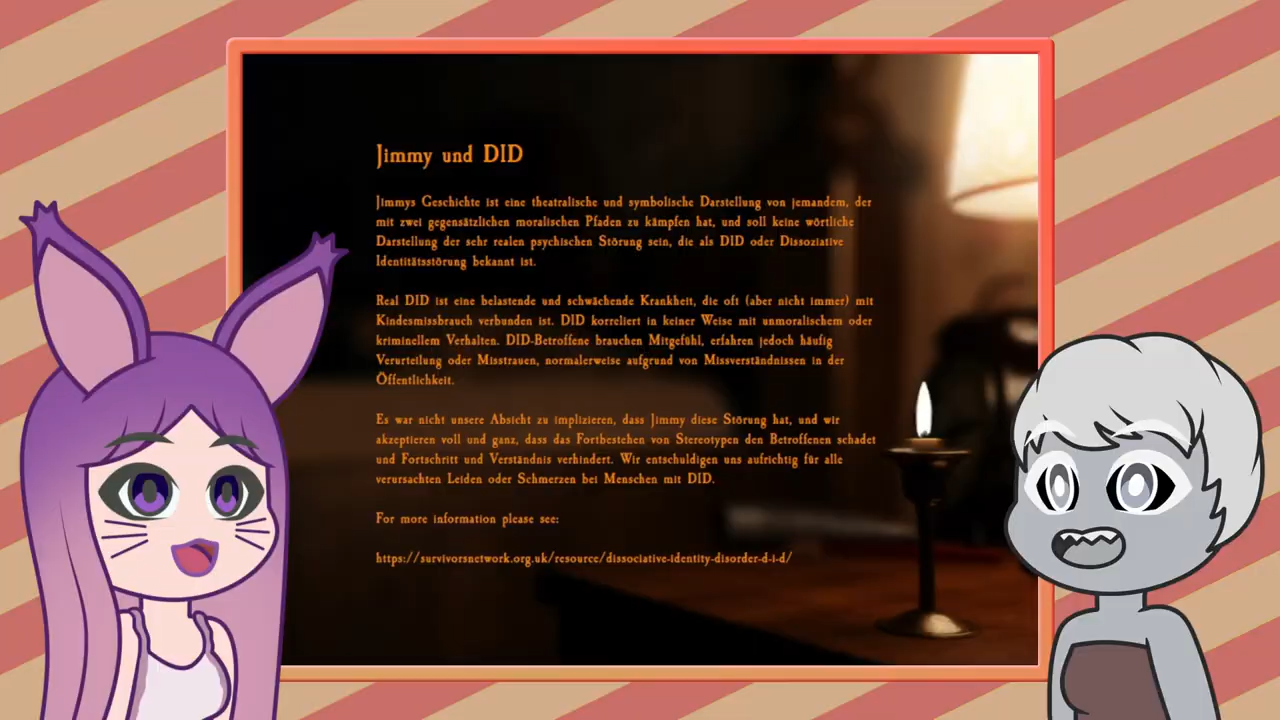 Jimmy und DID
Jimmys Geschichte ist eine theatralische und symbolische Darstellung von jemandem, der
mit zwei gegensätzlichen moralischen Pfaden zu kämpfen hat, und soll keine wörtliche
Darstellung der sehr realen psychischen Störung sein, die als DID oder Dissoziative
Identitätsstörung bekannt ist.
Real DID ist eine belastende und schwächende Krankheit, die oft (aber nicht immer) mit
Kindesmissbrauch verbunden ist. DID korreliert in keiner Weise mit unmoralischem oder
kriminellem Verhalten. DID-Betroffene brauchen Mitgefühl, erfahren jedoch häufig
Verurteilung oder Misstrauen, normalerweise aufgrund von Missverständnissen in der
Öffentlichkeit.
Es war nicht unsere Absicht zu implizieren, dass Jimmy diese Störung hat, und wir
akzeptieren voll und ganz, dass das Fortbestehen von Stereotypen den Betroffenen schadet
und Fortschritt und Verständnis verhindert. Wir entschuldigen uns aufrichtig für alle
verursachten Leiden oder Schmerzen bei Menschen mit DID.
For more information please see:
https://survivorsnetwork.org.uk/resource/dissociative-identity-disorder-d-i-d/